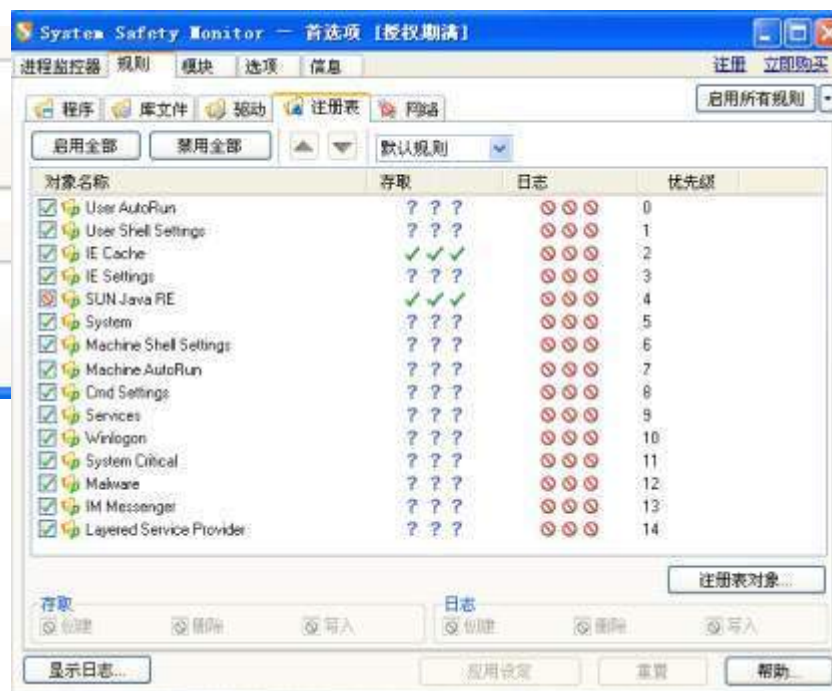 System Safety Monitor — 首选项 [授权期满]
进程监控器 规则 模块 选项 信息 注册 立即购买
程序 库文件 驱动 注册表 网络 启用所有规则
启用全部 禁用全部 默认规则
对象名称 存取 日志 优先级
User AutoRun ? ? ? 0
User Shell Settings ? ? ? 1
IE Cache ✓ ✓ ✓ 2
IE Settings ? ? ? 3
SUN Java RE ✓ ✓ ✓ 4
System ? ? ? 5
Machine Shell Settings ? ? ? 6
Machine AutoRun ? ? ? 7
Cmd Settings ? ? ? 8
Services ? ? ? 9
Winlogon ? ? ? 10
System Critical ? ? ? 11
Malware ? ? ? 12
IM Messenger ? ? ? 13
Layered Service Provider ? ? ? 14
注册表对象...
存取 日志
创建 删除 写入 创建 删除 写入
显示日志... 应用设定 重置 帮助...